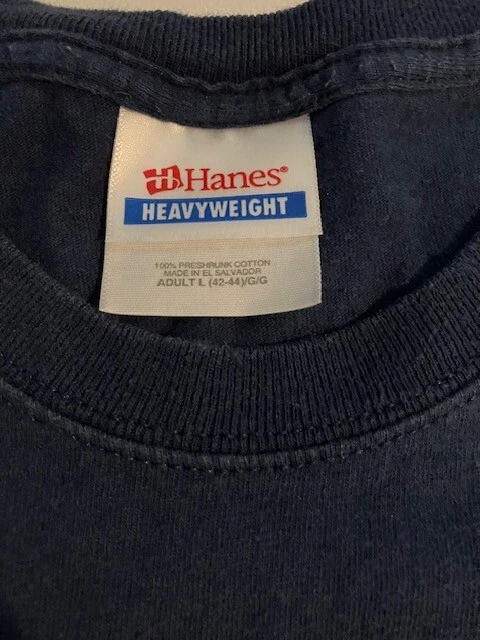 Hanes®
HEAVYWEIGHT
100% PRESHRUNK COTTON
MADE IN EL SALVADOR
ADULT L (42-44)/G/G